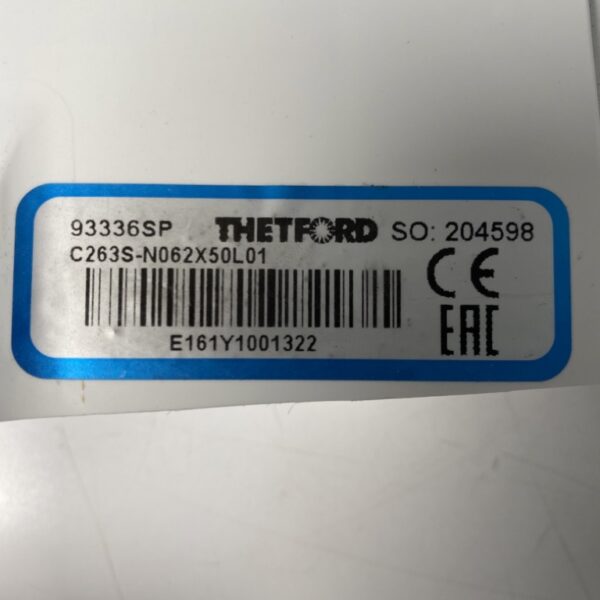 93336SP THETFORD SO: 204598
C263S-N062X50L01
CE
E161Y1001322
EAC